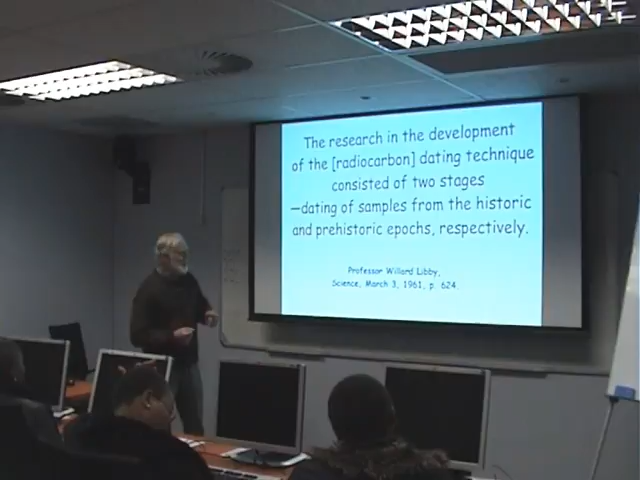 The research in the development
of the [radiocarbon] dating technique
consisted of two stages
—dating of samples from the historic
and prehistoric epochs, respectively.
Professor Willard Libby,
Science, March 3, 1961, p. 624.